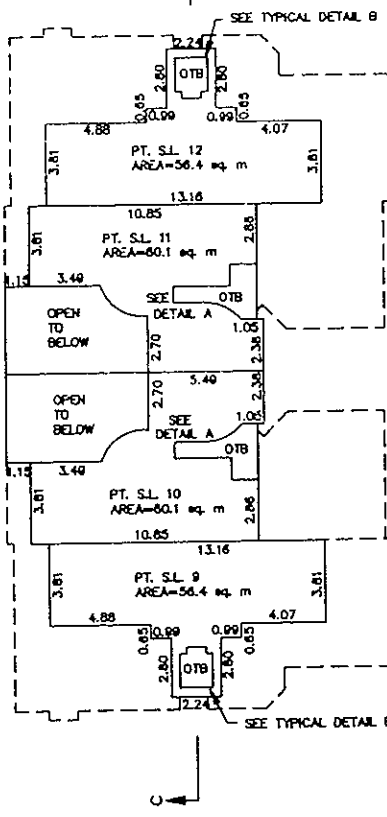 SEE TYPICAL DETAIL B
2.24
OTB
2.80
2.80
0.65
0.99
0.99
0.65
4.88
4.07
3.81
PT. S.L. 12
AREA=56.4 sq. m
3.81
13.16
10.85
3.81
PT. S.L. 11
AREA=60.1 sq. m
2.86
1.15
3.49
SEE
DETAIL A
OTB
1.05
OPEN
TO
BELOW
2.70
2.38
5.49
OPEN
TO
BELOW
2.70
2.38
SEE
DETAIL A
1.05
OTB
1.15
3.49
3.81
PT. S.L. 10
AREA=60.1 sq. m
2.86
10.85
13.16
3.81
PT. S.L. 9
AREA=56.4 sq. m
3.81
4.88
4.07
0.65
0.99
0.99
0.65
2.80
OTB
2.80
2.24
SEE TYPICAL DETAIL B
C